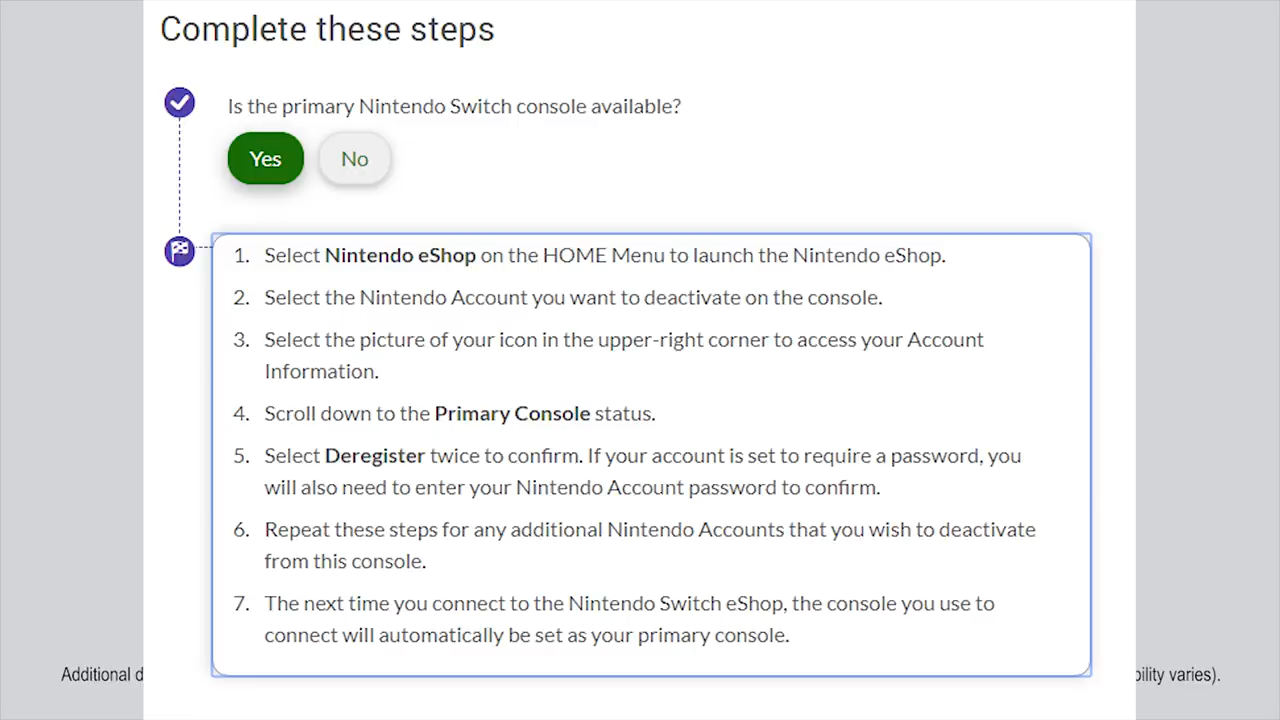 Complete these steps
Is the primary Nintendo Switch console available?
Yes No
1. Select Nintendo eShop on the HOME Menu to launch the Nintendo eShop.
2. Select the Nintendo Account you want to deactivate on the console.
3. Select the picture of your icon in the upper-right corner to access your Account
Information.
4. Scroll down to the Primary Console status.
5. Select Deregister twice to confirm. If your account is set to require a password, you
will also need to enter your Nintendo Account password to confirm.
6. Repeat these steps for any additional Nintendo Accounts that you wish to deactivate
from this console.
7. The next time you connect to the Nintendo Switch eShop, the console you use to
connect will automatically be set as your primary console.
Additional varies).